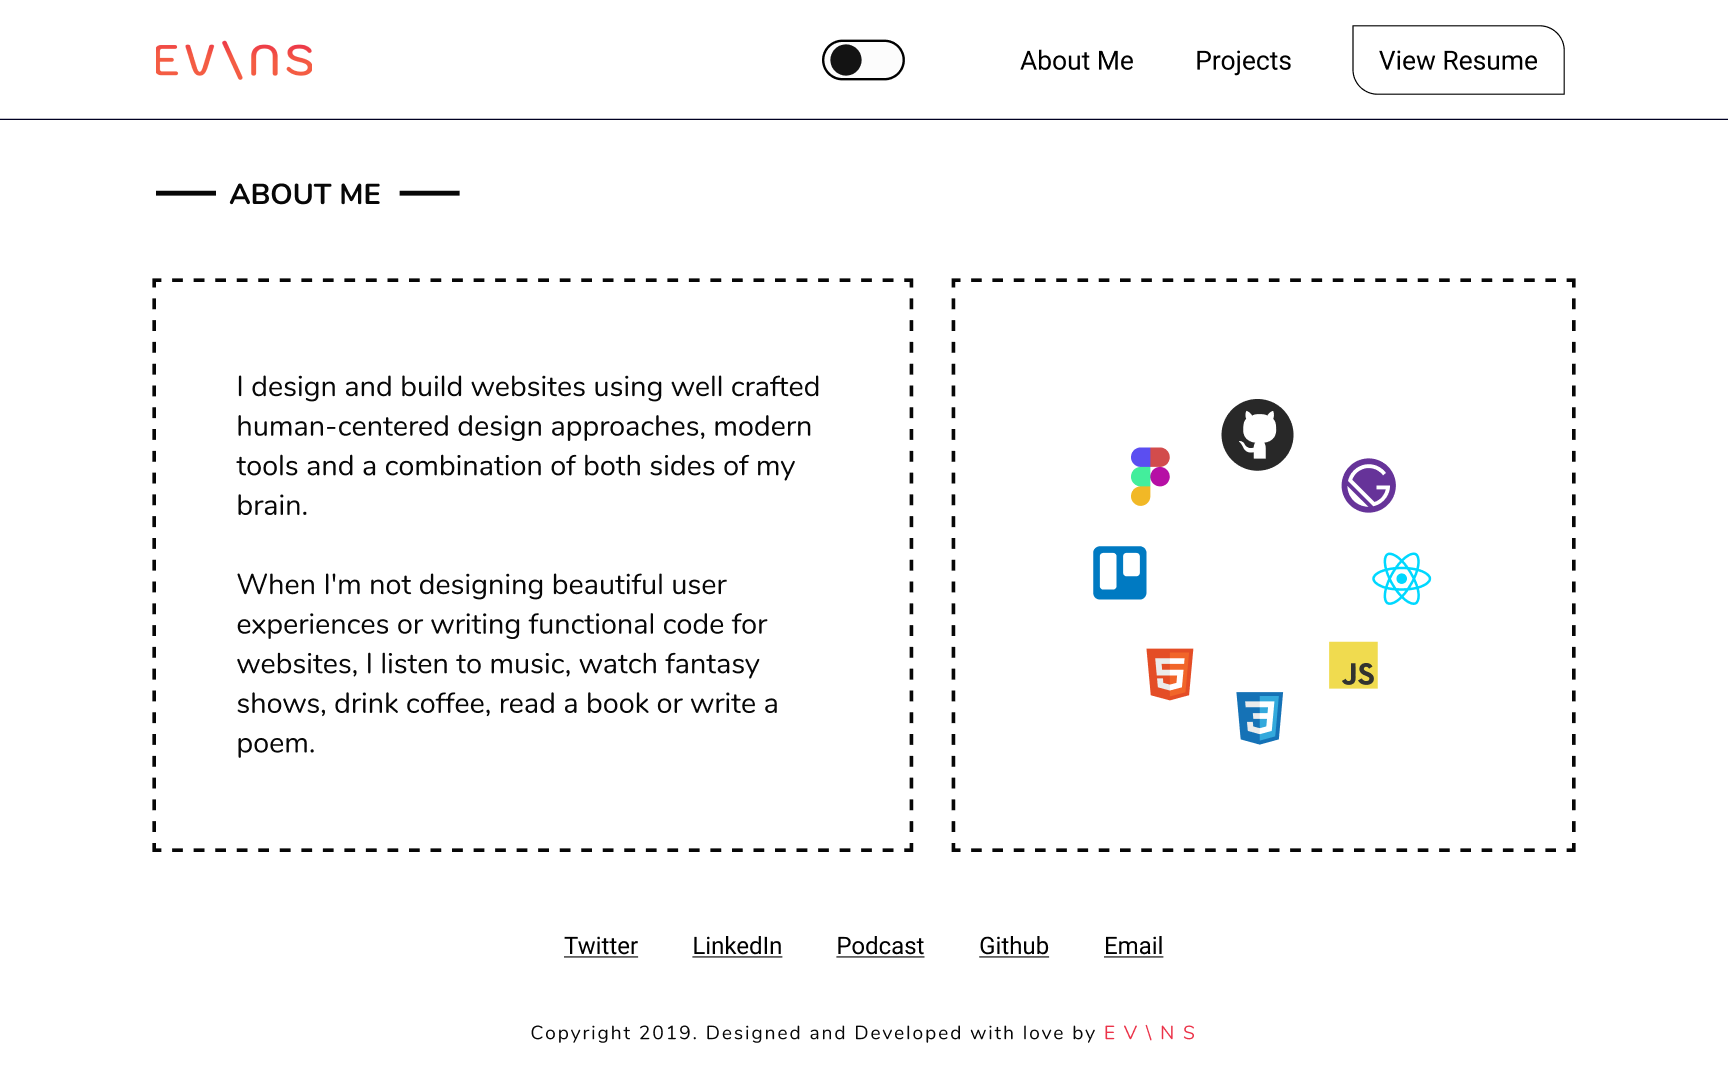 EV\NS
About Me
Projects
View Resume
ABOUT ME
I design and build websites using well crafted
human-centered design approaches, modern
tools and a combination of both sides of my
brain.
When I'm not designing beautiful user
experiences or writing functional code for
websites, I listen to music, watch fantasy
shows, drink coffee, read a book or write a
poem.
JS
Twitter
LinkedIn
Podcast
Github
Email
Copyright 2019. Designed and Developed with love by E V \ N S